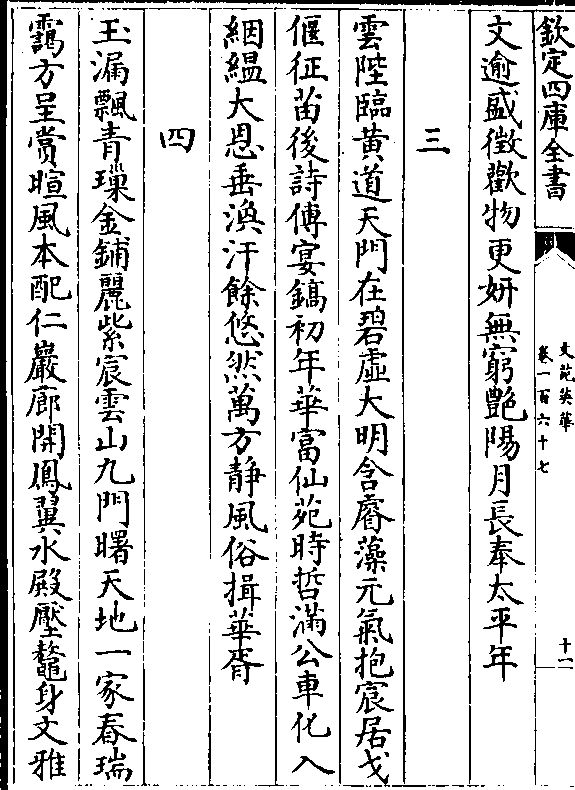 欽定四庫全書
文苑英華
卷一百六十七
十一
文逾盛徵歡物更妍無窮艷陽月長奉太平年
三
雲陛臨黄道天門在碧虛大明含睿藻元氣抱宸居戈
偃征苗後詩傳宴鎬初年華富仙苑時哲滿公車化入
絪縕大恩垂渙汗餘悠然萬方靜風俗揖華胥
四
玉漏飄青璅金鋪麗紫宸雲山九門曙天地一家春瑞
靄方呈賞暄風本配仁巖廊開鳳翼水殿壓鼇身文雅